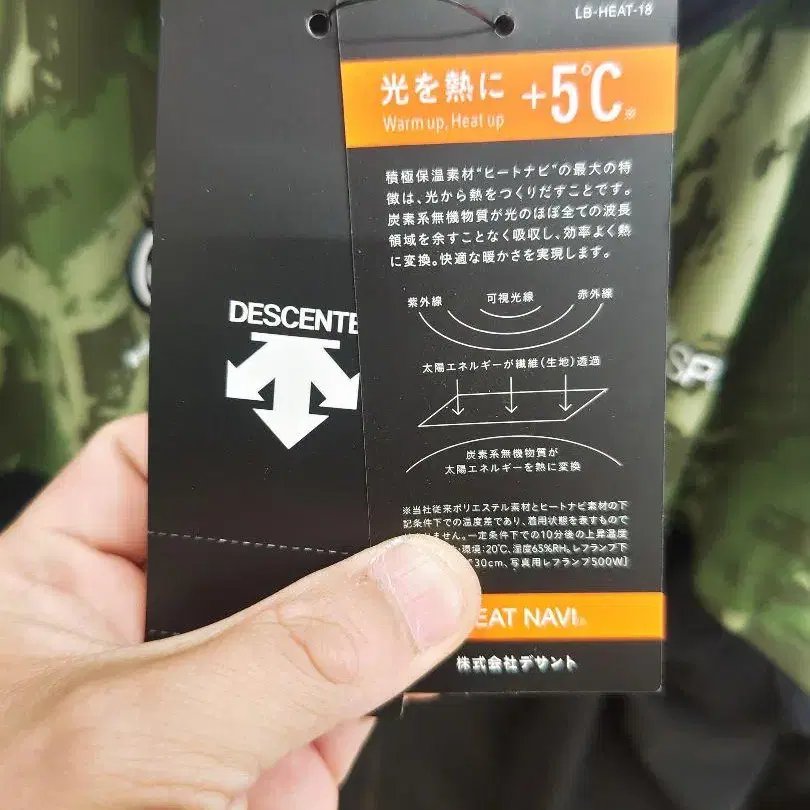 LB-HEAT-18
光を熱に +5℃※
Warm up, Heat up
積極保温素材“ヒートナビ”の最大の特
徴は、光から熱をつくりだすことです。
炭素系無機物質が光のほぼ全ての波長
領域を余すことなく吸収し、効率よく熱
に変換。快適な暖かさを実現します。
紫外線 可視光線 赤外線
太陽エネルギーが繊維(生地)透過
炭素系無機物質が
太陽エネルギーを熱に変換
※当社従来ポリエステル素材とヒートナビ素材の下
記条件下での温度差であり、着用状態を表すもので
ません。一定条件下での10分後の上昇温度
環境:20℃、湿度65%RH。レフランプ下
30cm、写真用レフランプ500W]
EAT NAVI®
株式会社デサント
DESCENTE